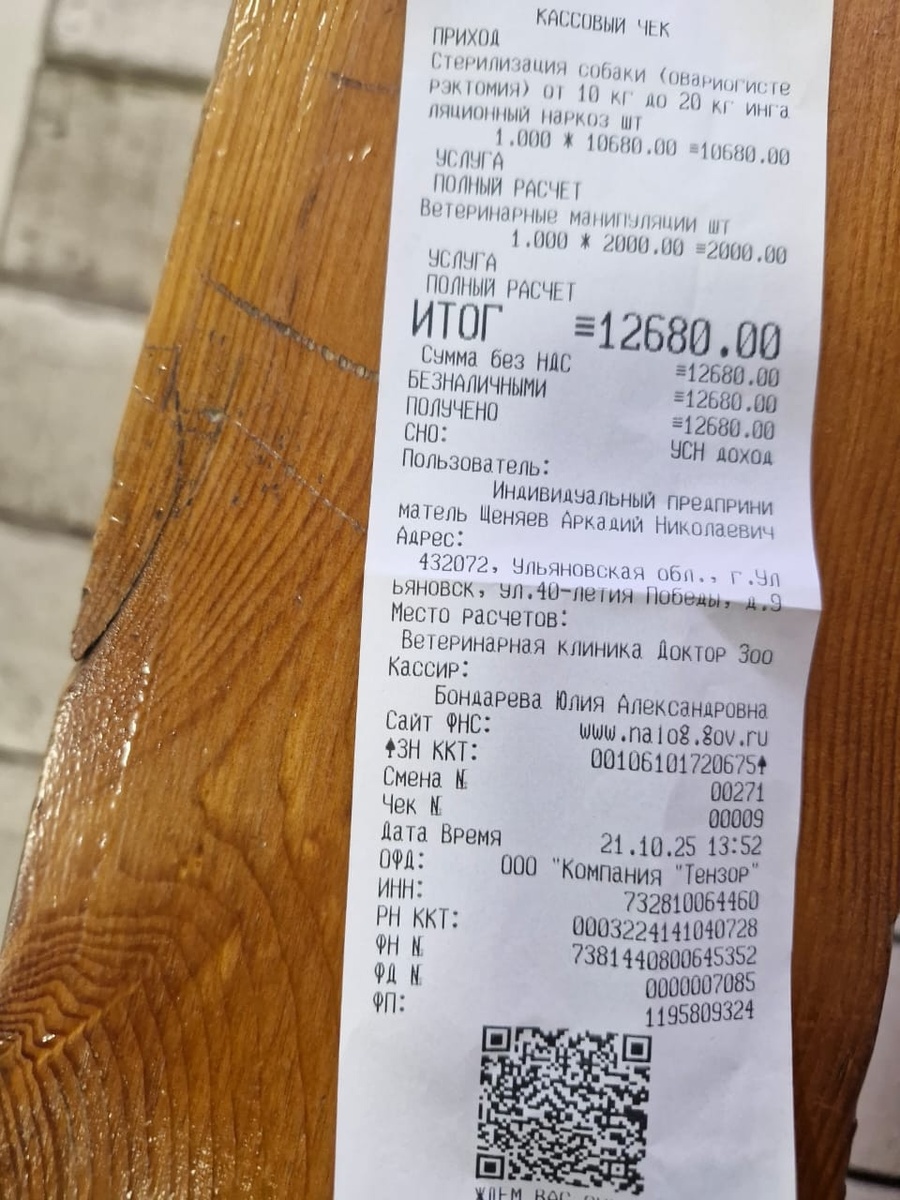 КАССОВЫЙ ЧЕК
ПРИХОД
Стерилизация собаки (овариогисте
рэктомия) от 10 кг до 20 кг инга
ляционный наркоз шт
1.000 * 10680.00 ≡10680.00
УСЛУГА
ПОЛНЫЙ РАСЧЕТ
Ветеринарные манипуляции шт
1.000 * 2000.00 ≡2000.00
УСЛУГА
ПОЛНЫЙ РАСЧЕТ
ИТОГ ≡12680.00
Сумма без НДС ≡12680.00
БЕЗНАЛИЧНЫМИ ≡12680.00
ПОЛУЧЕНО ≡12680.00
СНО: УСН доход
Пользователь:
Индивидуальный предприни
матель Щеняев Аркадий Николаевич
Адрес:
432072, Ульяновская обл., г.Ул
ьяновск, ул.40-летия Победы, д.9
Место расчетов:
Ветеринарная клиника Доктор Зоо
Кассир:
Бондарева Юлия Александровна
Сайт ФНС: www.nalog.gov.ru
♠ЗН ККТ: 00106101720675♠
Смена № 00271
Чек № 00009
Дата Время 21.10.25 13:52
ОФД: ООО "Компания "Тензор"
ИНН: 732810064460
РН ККТ: 0003224141040728
ФН № 7381440800645352
ФД № 0000007085
ФП: 1195809324
ЖДЕМ ВАС